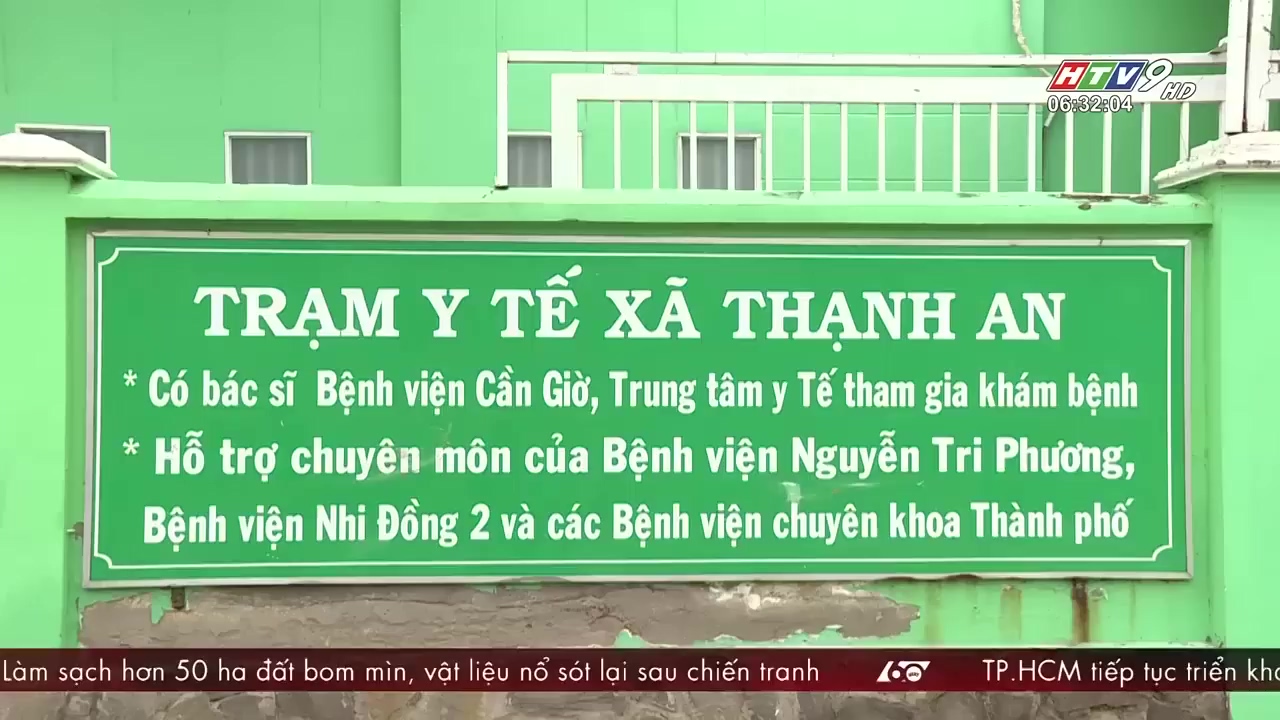 HTV9 HD
06:32:04
TRẠM Y TẾ XÃ THẠNH AN
* Có bác sĩ Bệnh viện Cần Giờ, Trung tâm y Tế tham gia khám bệnh
* Hỗ trợ chuyên môn của Bệnh viện Nguyễn Tri Phương,
Bệnh viện Nhi Đồng 2 và các Bệnh viện chuyên khoa Thành phố
Làm sạch hơn 50 ha đất bom mìn, vật liệu nổ sót lại sau chiến tranh 60 TP.HCM tiếp tục triển